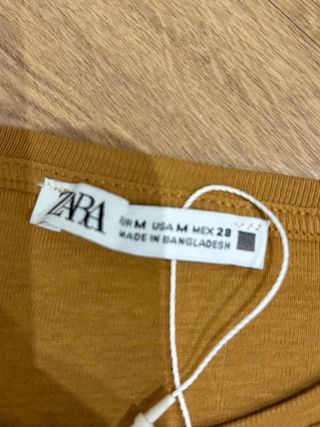 ZARA
EUR M USA M MEX 28
MADE IN BANGLADESH